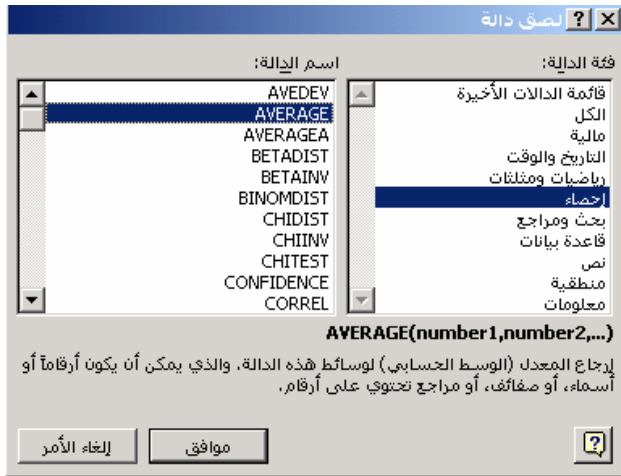 لصق دالة
فئة الدالة:
قائمة الدالات الأخيرة
الكل
مالية
التاريخ والوقت
رياضيات ومثلثات
إحصاء
بحث ومراجع
قاعدة بيانات
نص
منطقية
معلومات
اسم الدالة:
AVEDEV
AVERAGE
AVERAGEA
BETADIST
BETAINV
BINOMDIST
CHIDIST
CHIINV
CHITEST
CONFIDENCE
CORREL
AVERAGE(number1,number2,...)
إرجاع المعدل (الوسط الحسابي) لوسائط هذه الدالة، والذي يمكن أن يكون أرقاماً أو
أسماء، أو صفائف، أو مراجع تحتوي على أرقام.
موافق
إلغاء الأمر